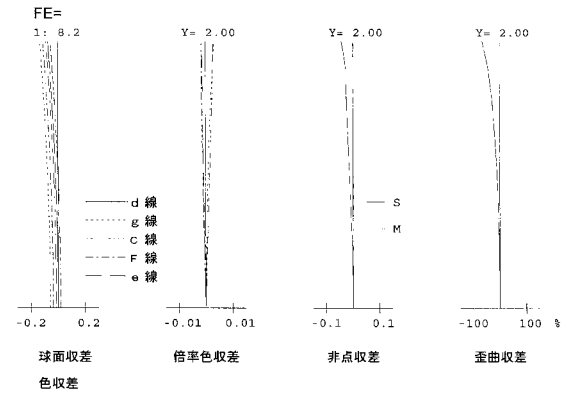 FE=
1: 8.2
Y= 2.00
Y= 2.00
Y= 2.00
d 線
g 線
C 線
F 線
e 線
S
M
-0.2 0.2
-0.01 0.01
-0.1 0.1
-100 100 %
球面収差
色収差
倍率色収差
非点収差
歪曲収差